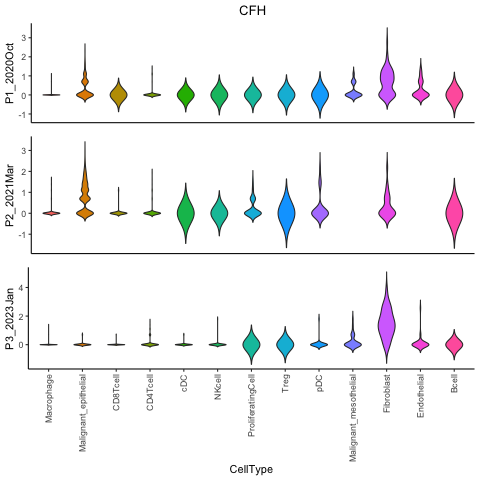 CFH
P1_2020Oct
3
2
1
0
-1
P2_2021Mar
3
2
1
0
-1
P3_2023Jan
4
2
0
Macrophage
Malignant_epithelial
CD8Tcell
CD4Tcell
cDC
NKcell
ProliferatingCell
Treg
pDC
Malignant_mesothelial
Fibroblast
Endothelial
Bcell
CellType